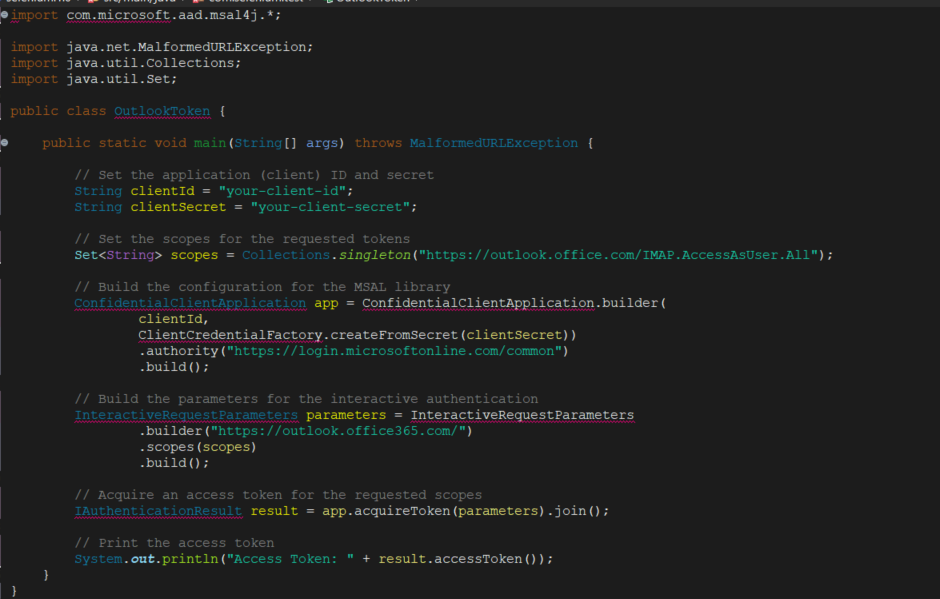 import com.microsoft.aad.msal4j.*;
import java.net.MalformedURLException;
import java.util.Collections;
import java.util.Set;
public class OutlookToken {
public static void main(String[] args) throws MalformedURLException {
// Set the application (client) ID and secret
String clientId = "your-client-id";
String clientSecret = "your-client-secret";
// Set the scopes for the requested tokens
Set<String> scopes = Collections.singleton("https://outlook.office.com/IMAP.AccessAsUser.All");
// Build the configuration for the MSAL library
ConfidentialClientApplication app = ConfidentialClientApplication.builder(
clientId,
ClientCredentialFactory.createFromSecret(clientSecret))
.authority("https://login.microsoftonline.com/common")
.build();
// Build the parameters for the interactive authentication
InteractiveRequestParameters parameters = InteractiveRequestParameters
.builder("https://outlook.office365.com/")
.scopes(scopes)
.build();
// Acquire an access token for the requested scopes
IAuthenticationResult result = app.acquireToken(parameters).join();
// Print the access token
System.out.println("Access Token: " + result.accessToken());
}
}